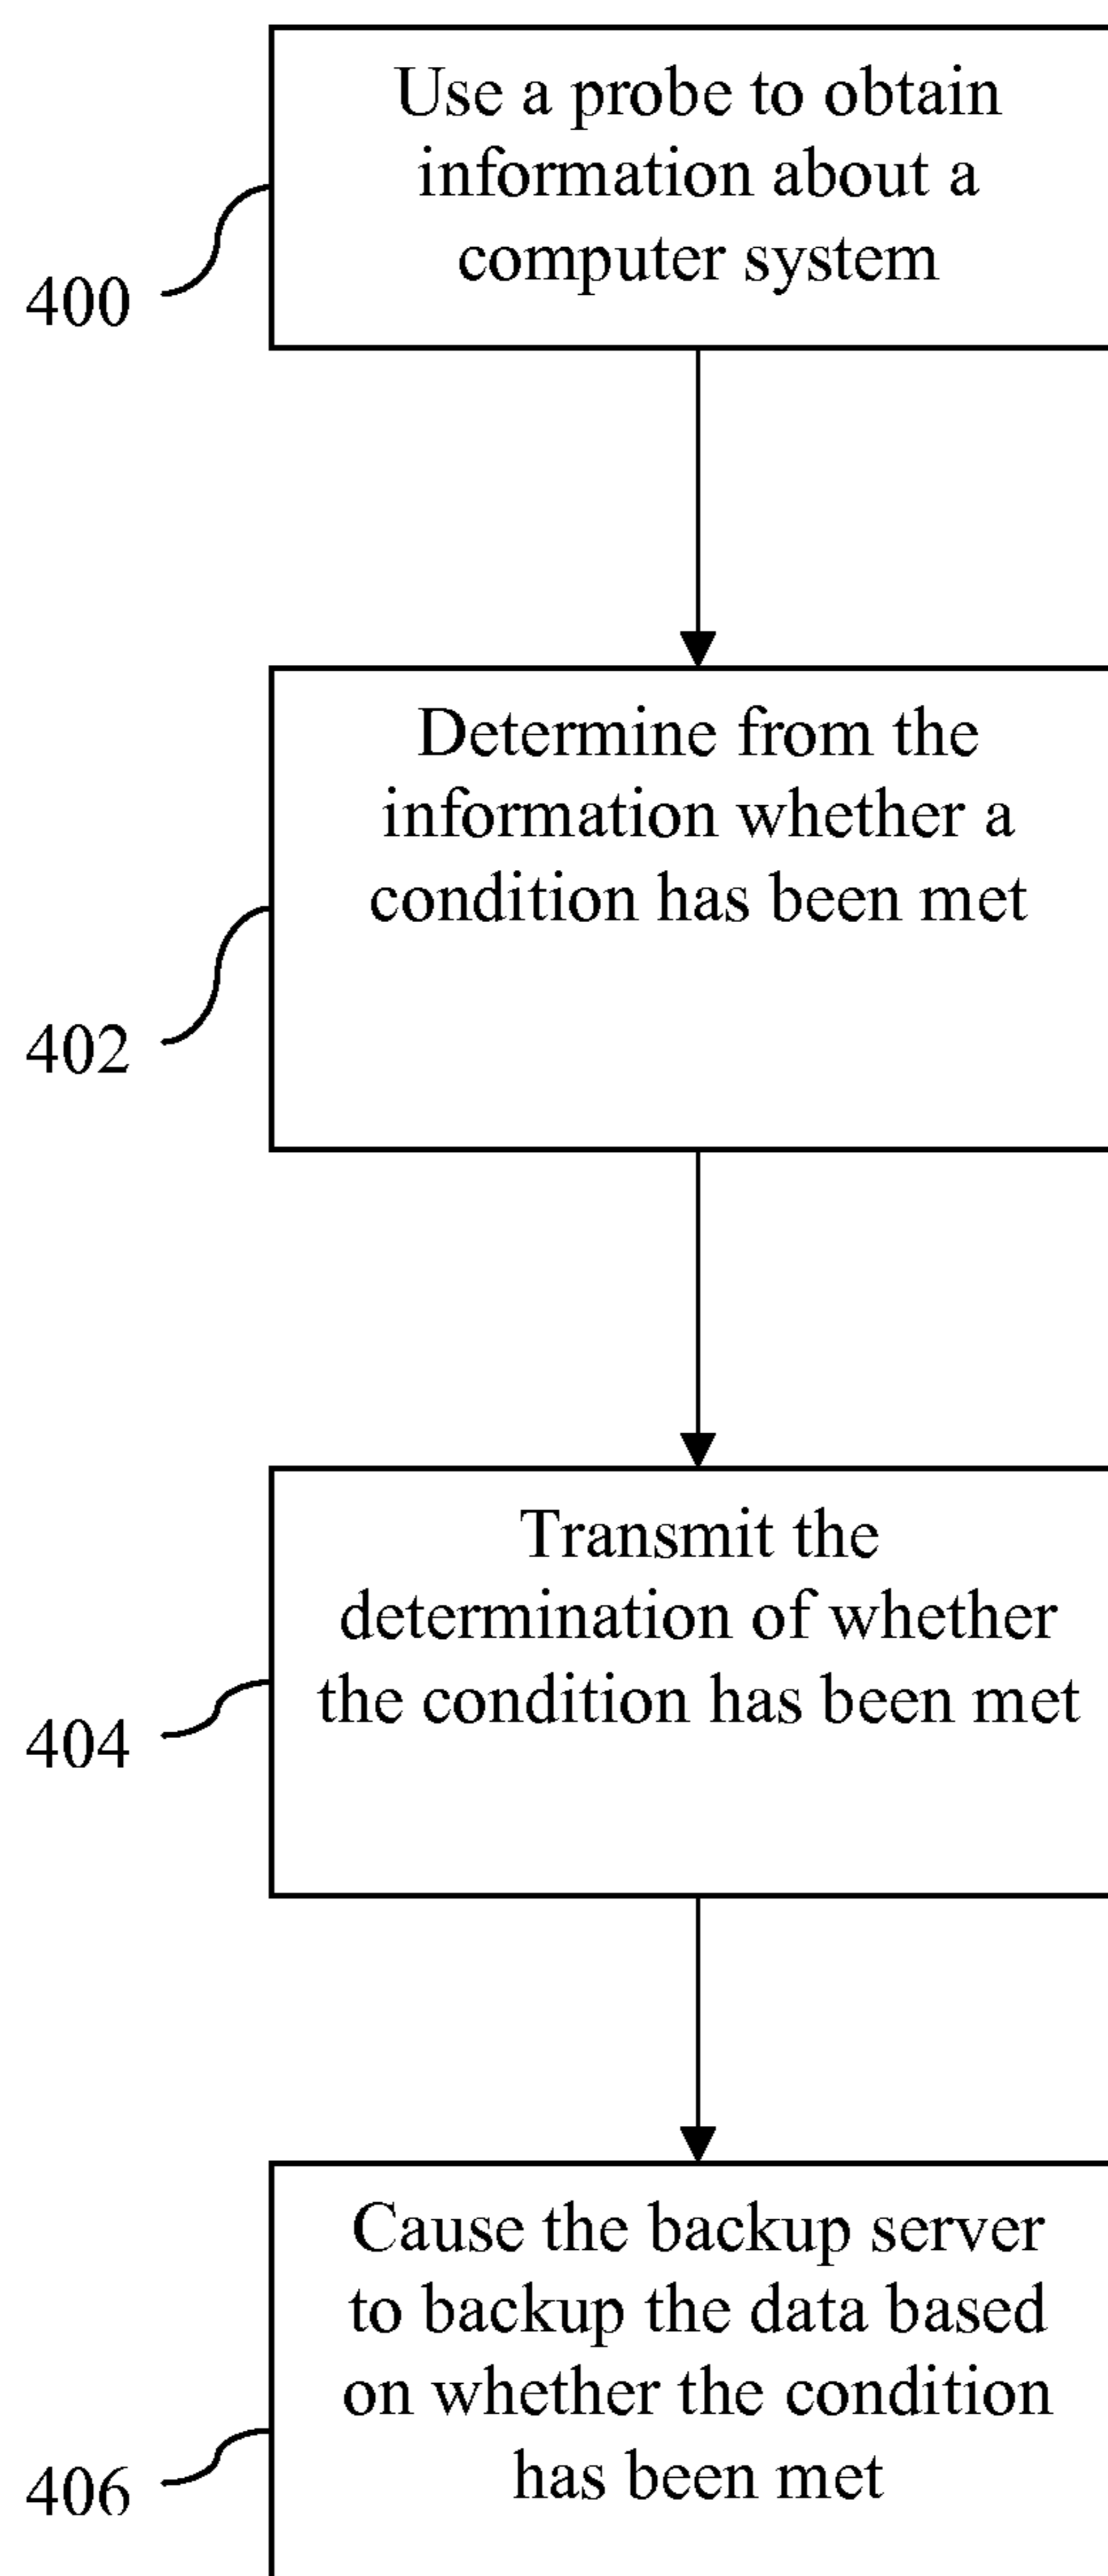 Use a probe to obtain
information about a
computer system
400
Determine from the
information whether a
condition has been met
402
Transmit the
determination of whether
the condition has been met
404
Cause the backup server
to backup the data based
on whether the condition
has been met
406